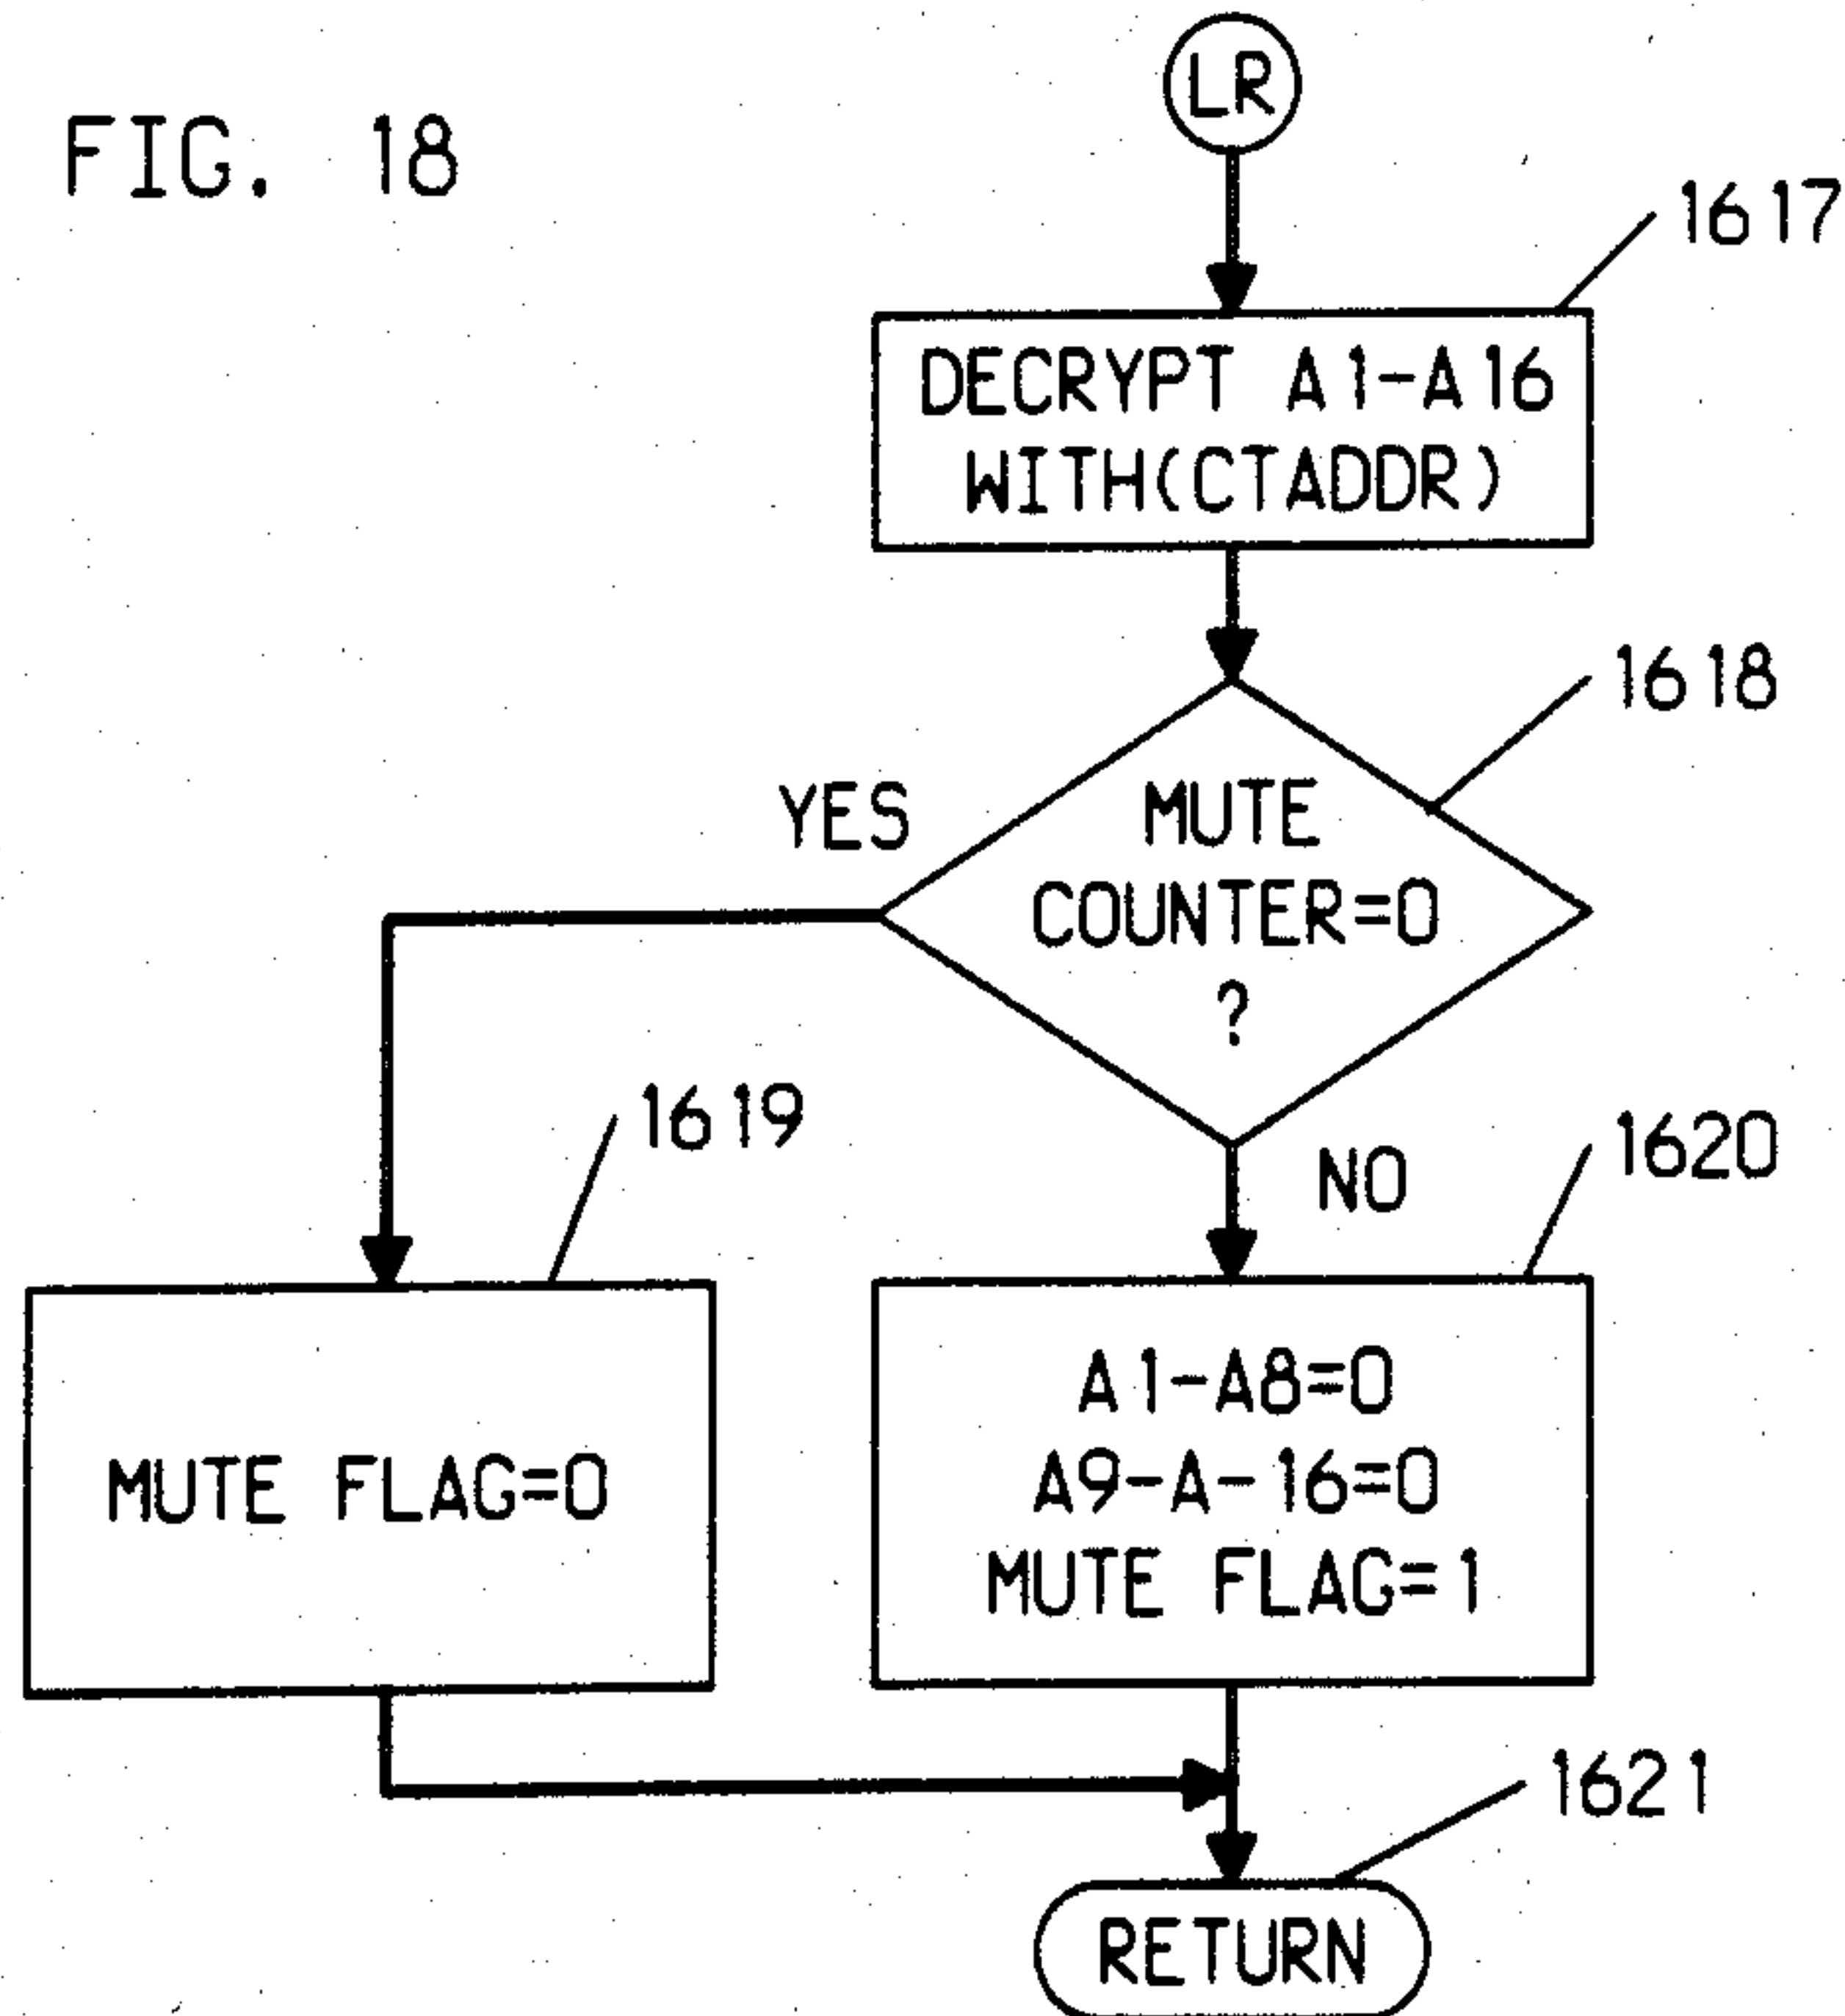 FIG. 18
LR
1617
DECRYPT A1-A16
WITH(CTADDR)
1618
YES
MUTE
COUNTER=0
?
NO
1619
1620
MUTE FLAG=0
A1-A8=0
A9-A-16=0
MUTE FLAG=1
1621
RETURN